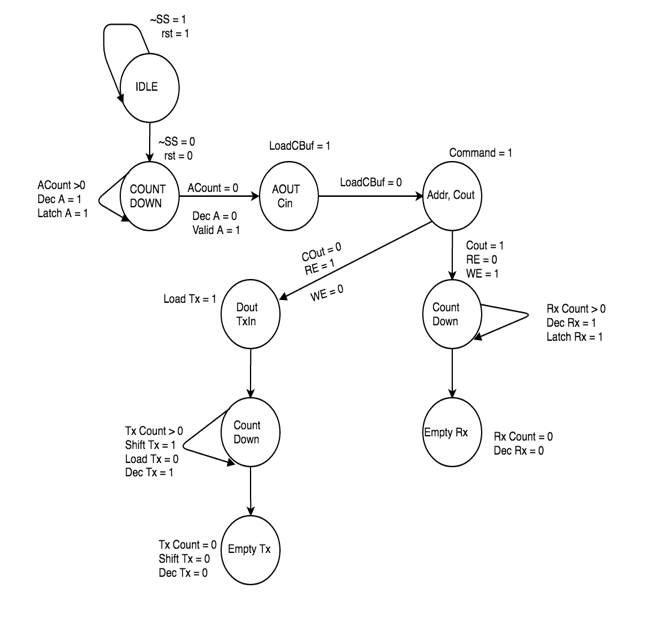 ~SS = 1
rst = 1
IDLE
~SS = 0
rst = 0
LoadCBuf = 1
Command = 1
ACount >0
Dec A = 1
Latch A = 1
COUNT
DOWN
ACount = 0
Dec A = 0
Valid A = 1
AOUT
Cin
LoadCBuf = 0
Addr, Cout
COut = 0
RE = 1
WE = 0
Cout = 1
RE = 0
WE = 1
Load Tx = 1
Dout
TxIn
Count
Down
Rx Count > 0
Dec Rx = 1
Latch Rx = 1
Tx Count > 0
Shift Tx = 1
Load Tx = 0
Dec Tx = 1
Count
Down
Empty Rx
Rx Count = 0
Dec Rx = 0
Tx Count = 0
Shift Tx = 0
Dec Tx = 0
Empty Tx